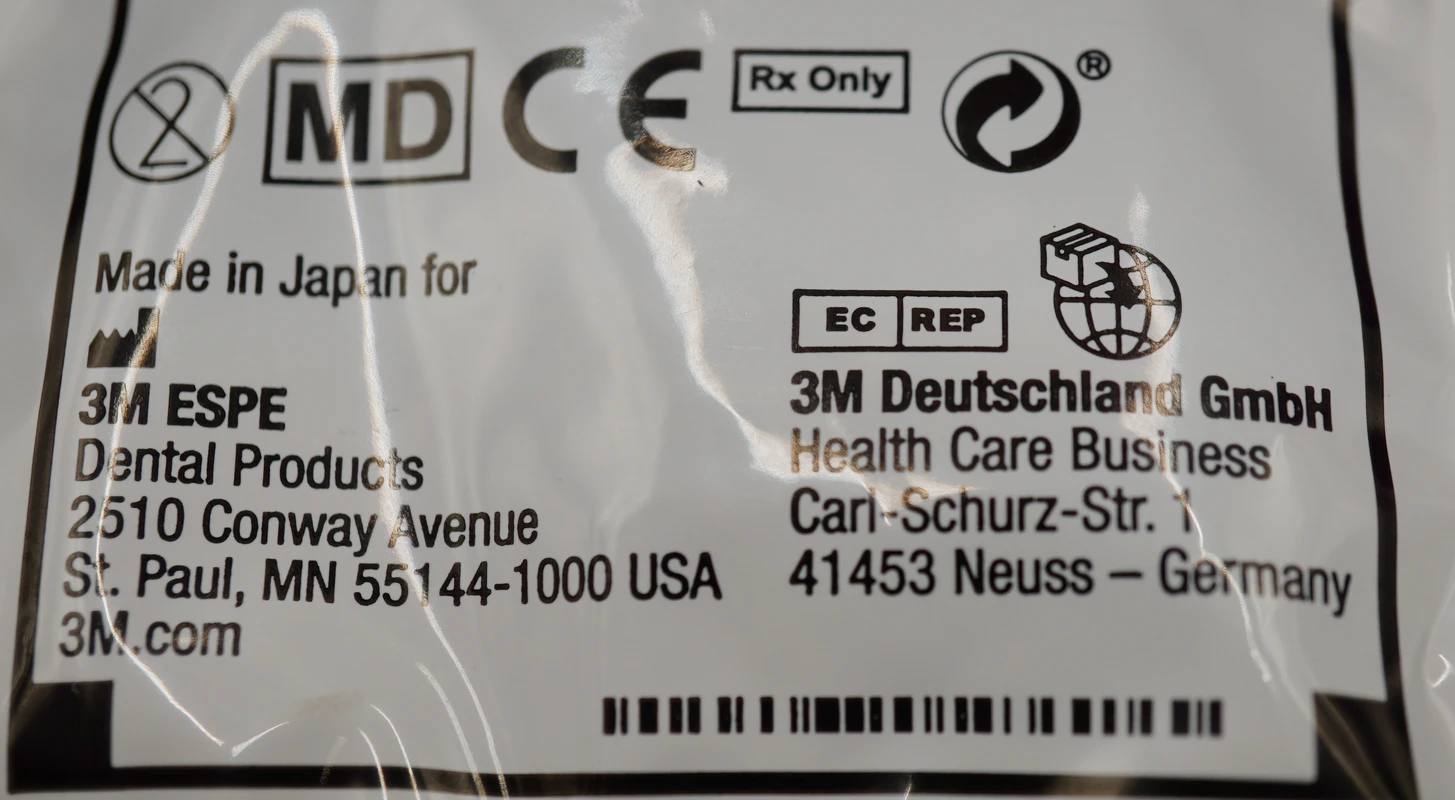 2
MD CE Rx Only ®
Made in Japan for
3M ESPE
Dental Products
2510 Conway Avenue
St. Paul, MN 55144-1000 USA
3M.com
EC REP
3M Deutschland GmbH
Health Care Business
Carl-Schurz-Str. 1
41453 Neuss – Germany